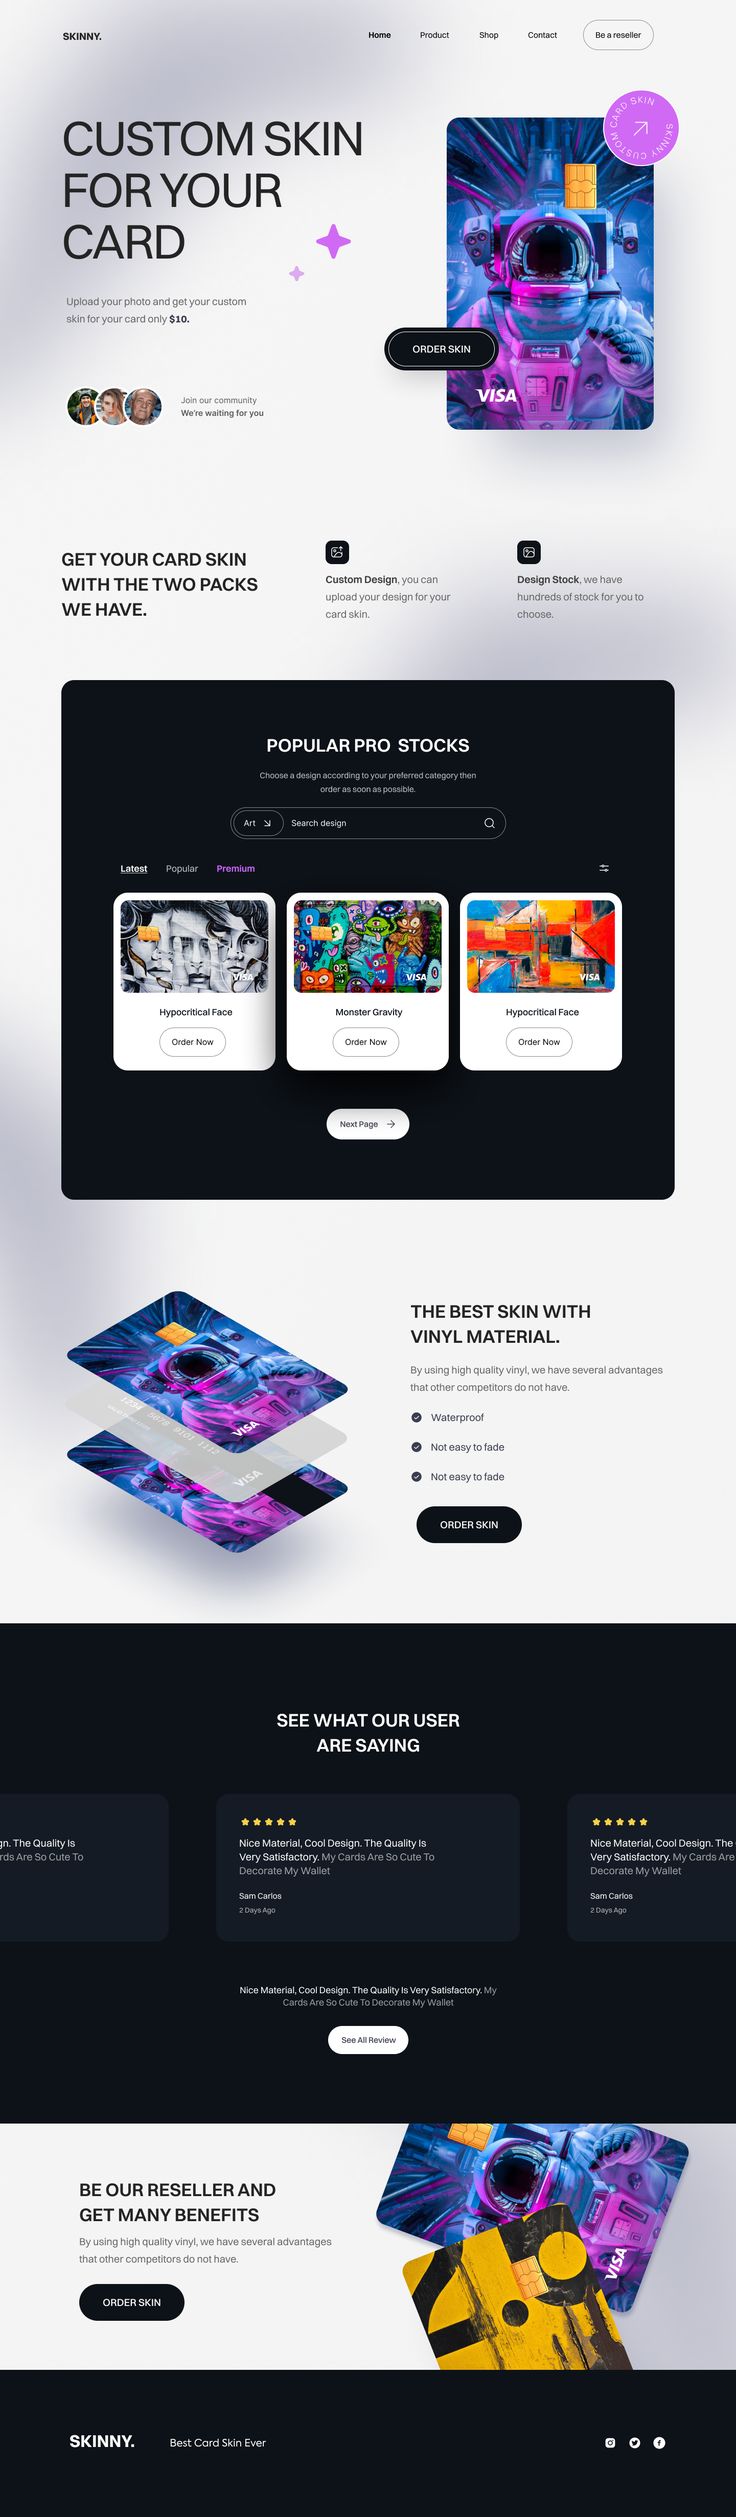 SKINNY.
Home
Product
Shop
Contact
Be a reseller
SKINNY CUSTOM CARD SKIN
CUSTOM SKIN
FOR YOUR
CARD
Upload your photo and get your custom
skin for your card only $10.
ORDER SKIN
VISA
Join our community
We're waiting for you
GET YOUR CARD SKIN
WITH THE TWO PACKS
WE HAVE.
Custom Design, you can
upload your design for your
card skin.
Design Stock, we have
hundreds of stock for you to
choose.
POPULAR PRO STOCKS
Choose a design according to your preferred category then
order as soon as possible.
Art
Search design
Latest
Popular
Premium
VISA
VISA
VISA
Hypocritical Face
Monster Gravity
Hypocritical Face
Order Now
Order Now
Order Now
Next Page
1234 5678 9101 1112
VISA
VISA
THE BEST SKIN WITH
VINYL MATERIAL.
By using high quality vinyl, we have several advantages
that other competitors do not have.
Waterproof
Not easy to fade
Not easy to fade
ORDER SKIN
SEE WHAT OUR USER
ARE SAYING
gn. The Quality Is
rds Are So Cute To
Nice Material, Cool Design. The Quality Is
Very Satisfactory. My Cards Are So Cute To
Decorate My Wallet
Sam Carlos
2 Days Ago
Nice Material, Cool Design. The
Very Satisfactory. My Cards Are
Decorate My Wallet
Sam Carlos
2 Days Ago
Nice Material, Cool Design. The Quality Is Very Satisfactory. My
Cards Are So Cute To Decorate My Wallet
See All Review
BE OUR RESELLER AND
GET MANY BENEFITS
By using high quality vinyl, we have several advantages
that other competitors do not have.
ORDER SKIN
VISA
SKINNY.
Best Card Skin Ever